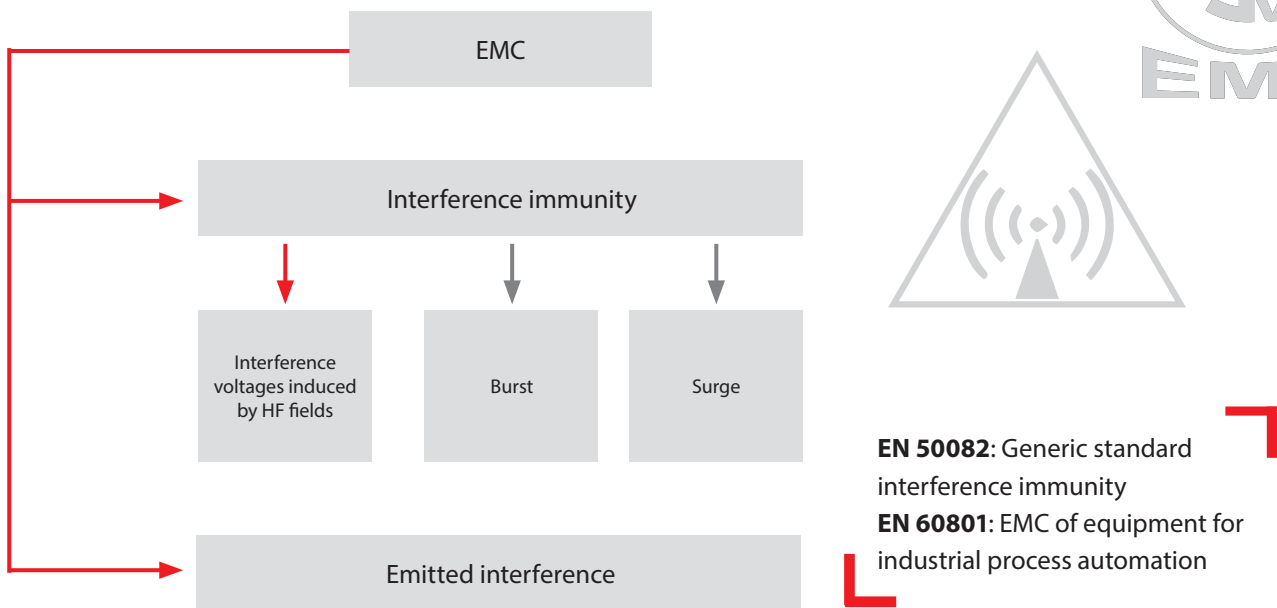 EMC
Interference immunity
Interference
voltages induced
by HF fields
Burst
Surge
EN 50082: Generic standard
interference immunity
EN 60801: EMC of equipment for
industrial process automation
Emitted interference